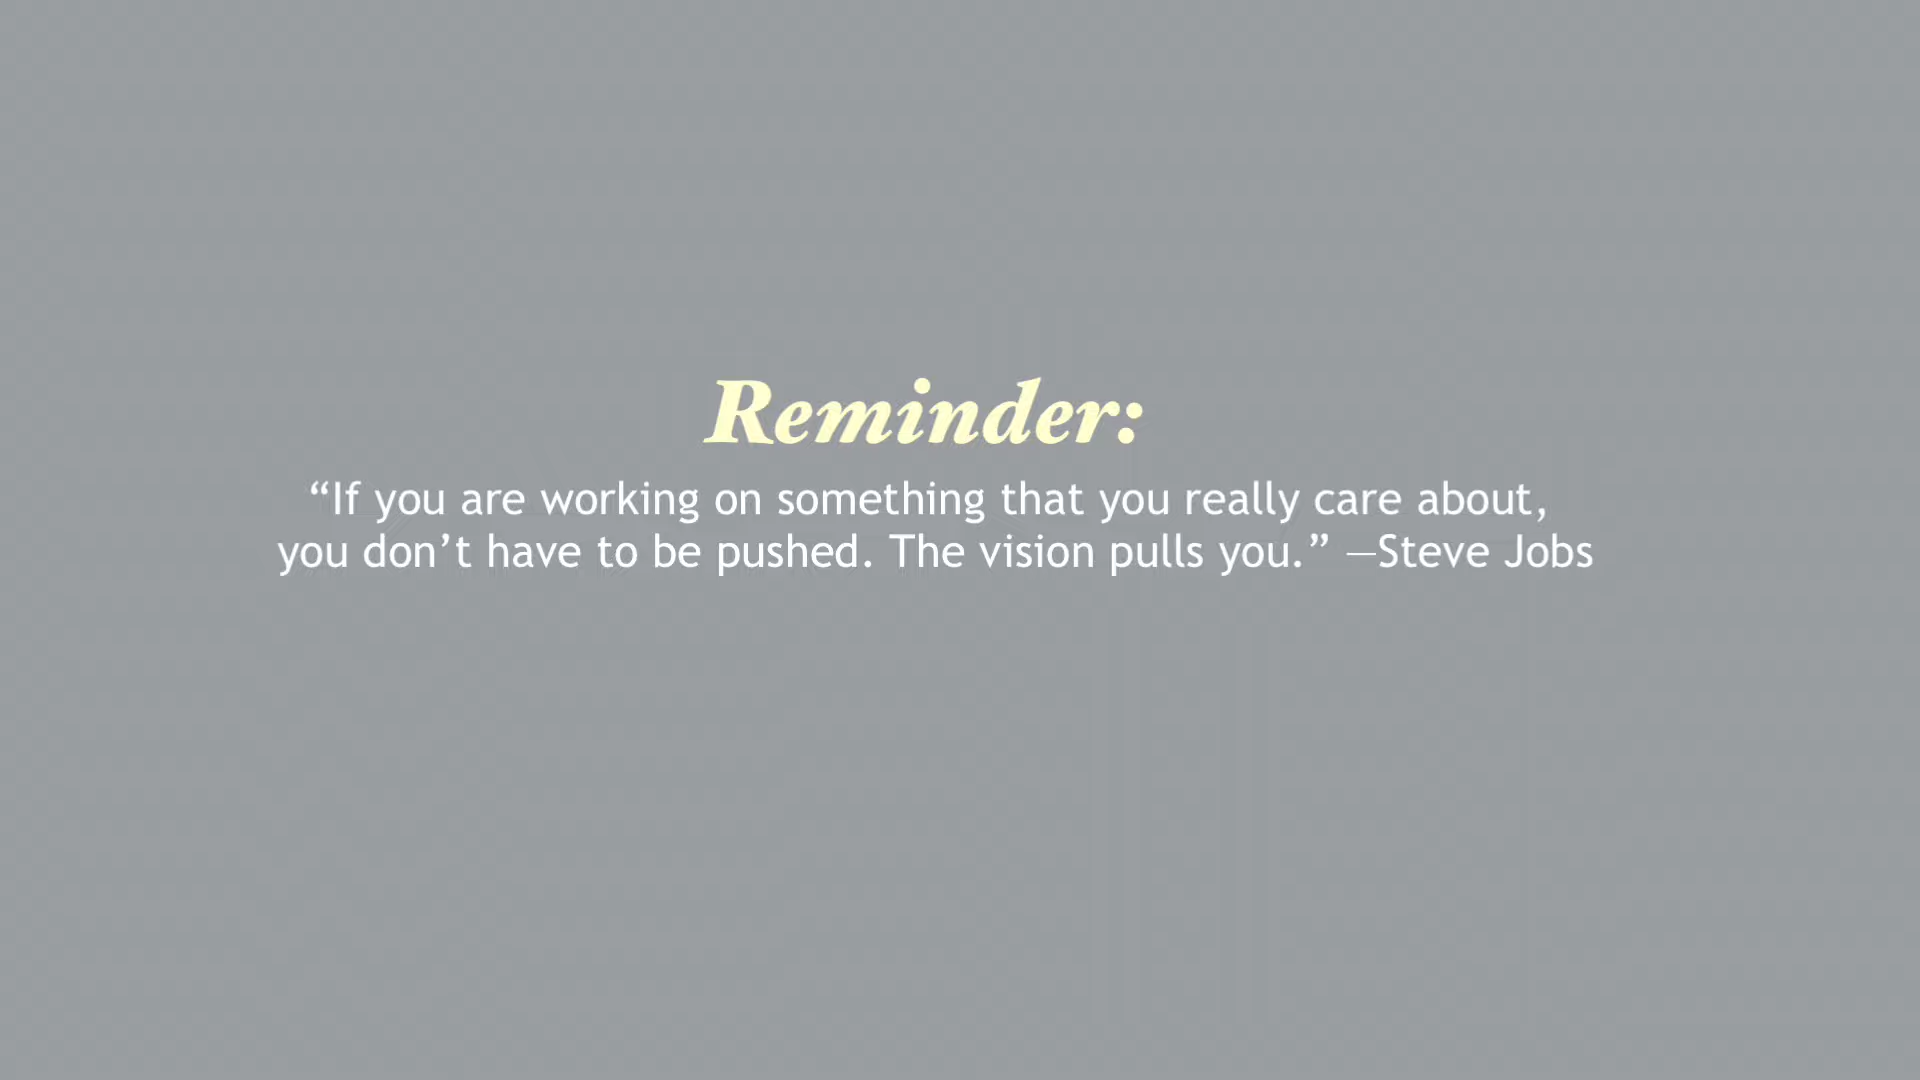 Reminder:
“If you are working on something that you really care about,
you don’t have to be pushed. The vision pulls you.” —Steve Jobs